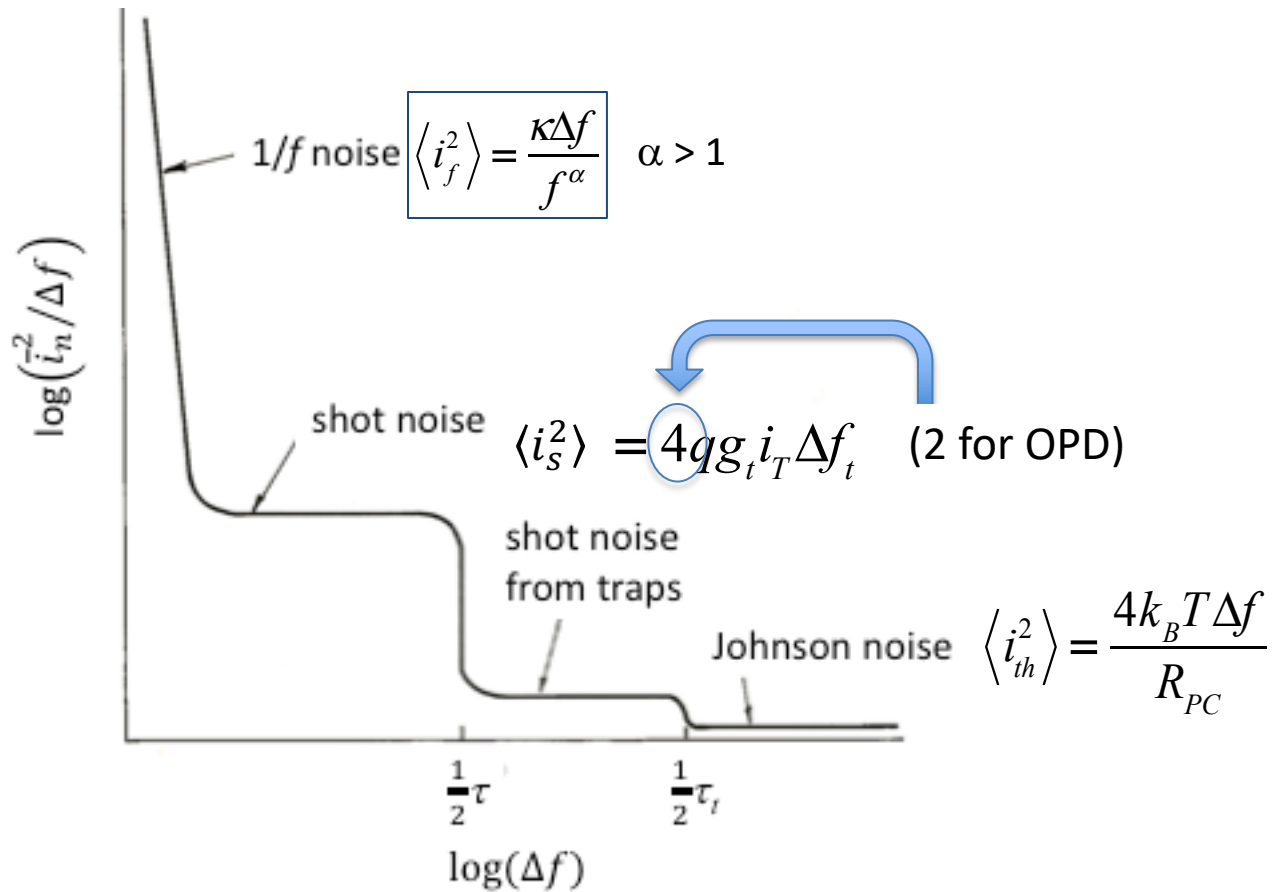 1/f noise ⟨i_f^2⟩ = κΔf / f^α α > 1
log(i̅_n^2/Δf)
shot noise ⟨i_s^2⟩ = 4qg_t i_T Δf_t (2 for OPD)
shot noise
from traps
Johnson noise ⟨i_th^2⟩ = 4k_B TΔf / R_PC
1/2 τ 1/2 τ_t
log(Δf)